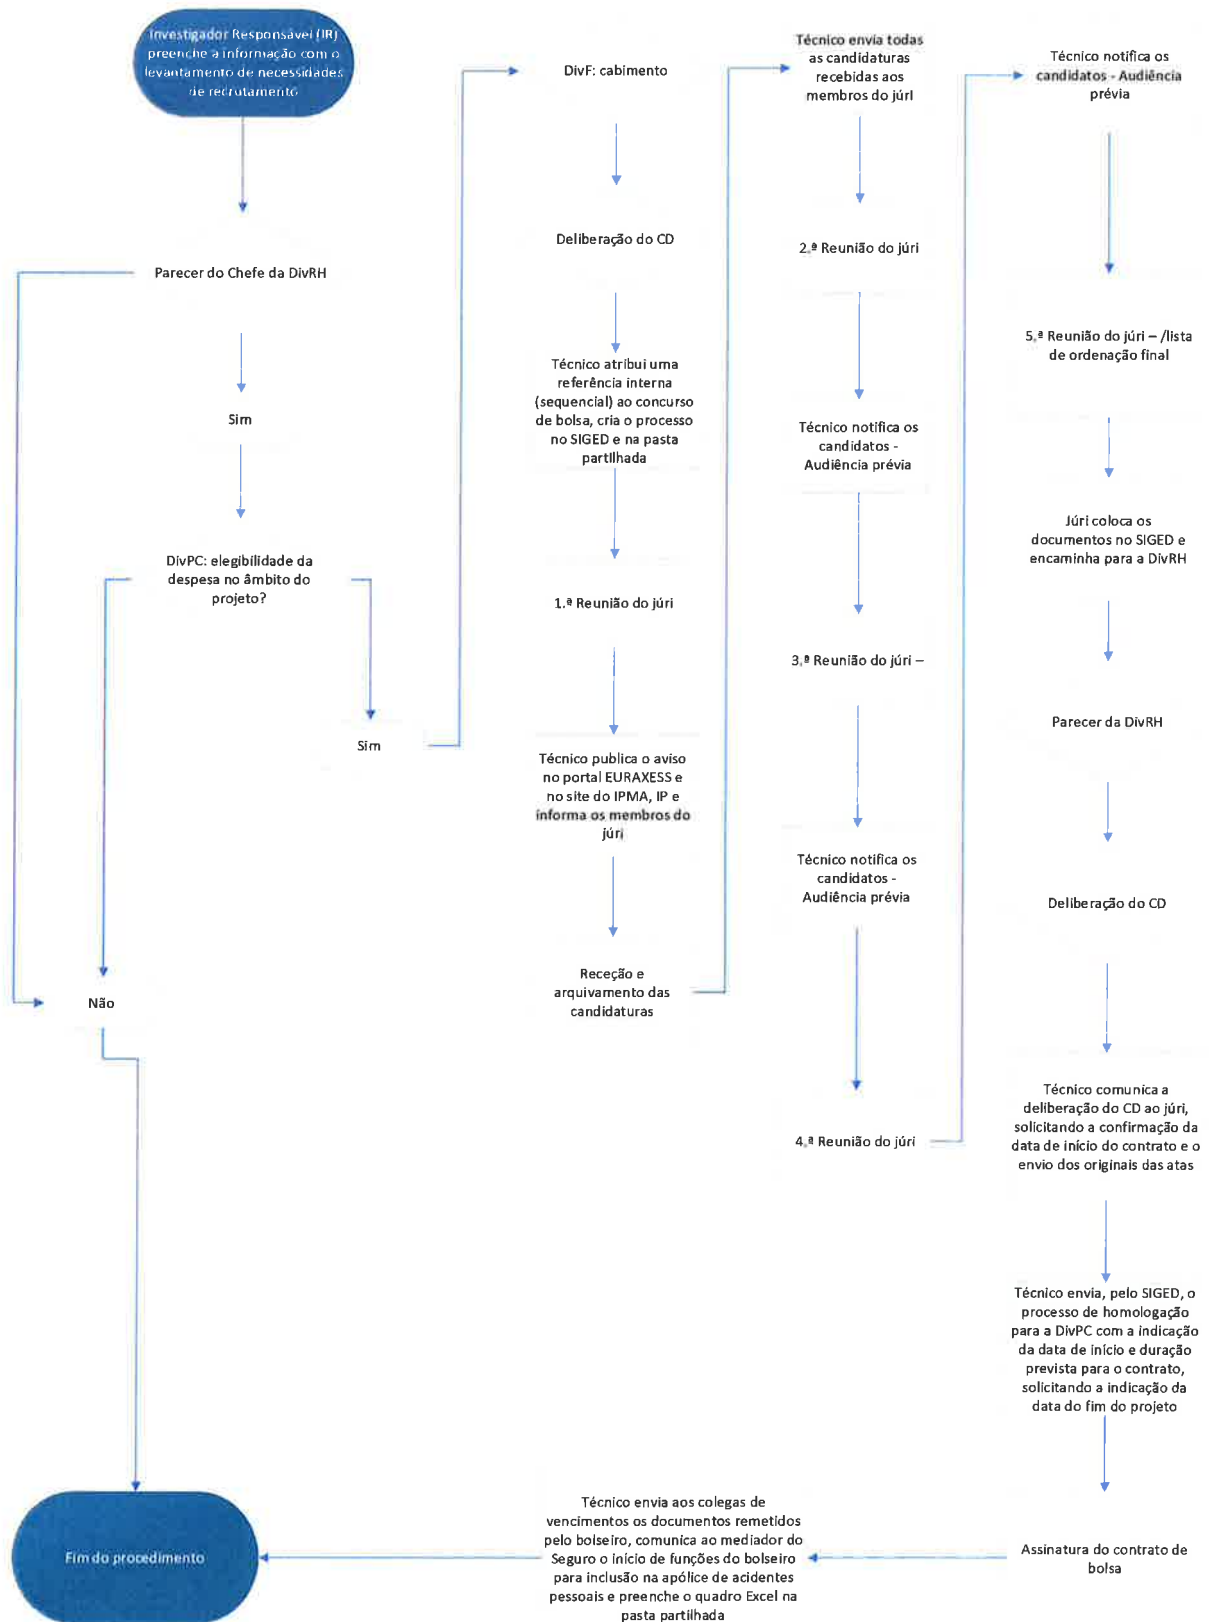 Investigador Responsável (IR)
preenche a informação com o
levantamento de necessidades
de recrutamento
Parecer do Chefe da DivRH
Sim
DivPC: elegibilidade da
despesa no âmbito do
projeto?
Sim
Não
DivF: cabimento
Deliberação do CD
Técnico atribui uma
referência interna
(sequencial) ao concurso
de bolsa, cria o processo
no SIGED e na pasta
partilhada
1.ª Reunião do júri
Técnico publica o aviso
no portal EURAXESS e
no site do IPMA, IP e
informa os membros do
júri
Receção e
arquivamento das
candidaturas
Técnico envia todas
as candidaturas
recebidas aos
membros do júri
2.ª Reunião do júri
Técnico notifica os
candidatos -
Audiência prévia
3.ª Reunião do júri –
Técnico notifica os
candidatos -
Audiência prévia
4.ª Reunião do júri
Técnico notifica os
candidatos - Audiência
prévia
5.ª Reunião do júri – /lista
de ordenação final
Júri coloca os
documentos no SIGED e
encaminha para a DivRH
Parecer da DivRH
Deliberação do CD
Técnico comunica a
deliberação do CD ao júri,
solicitando a confirmação da
data de início do contrato e o
envio dos originais das atas
Técnico envia, pelo SIGED, o
processo de homologação
para a DivPC com a indicação
da data de início e duração
prevista para o contrato,
solicitando a indicação da
data do fim do projeto
Assinatura do contrato de
bolsa
Técnico envia aos colegas de
vencimentos os documentos remetidos
pelo bolseiro, comunica ao mediador do
Seguro o início de funções do bolseiro
para inclusão na apólice de acidentes
pessoais e preenche o quadro Excel na
pasta partilhada
Fim do procedimento